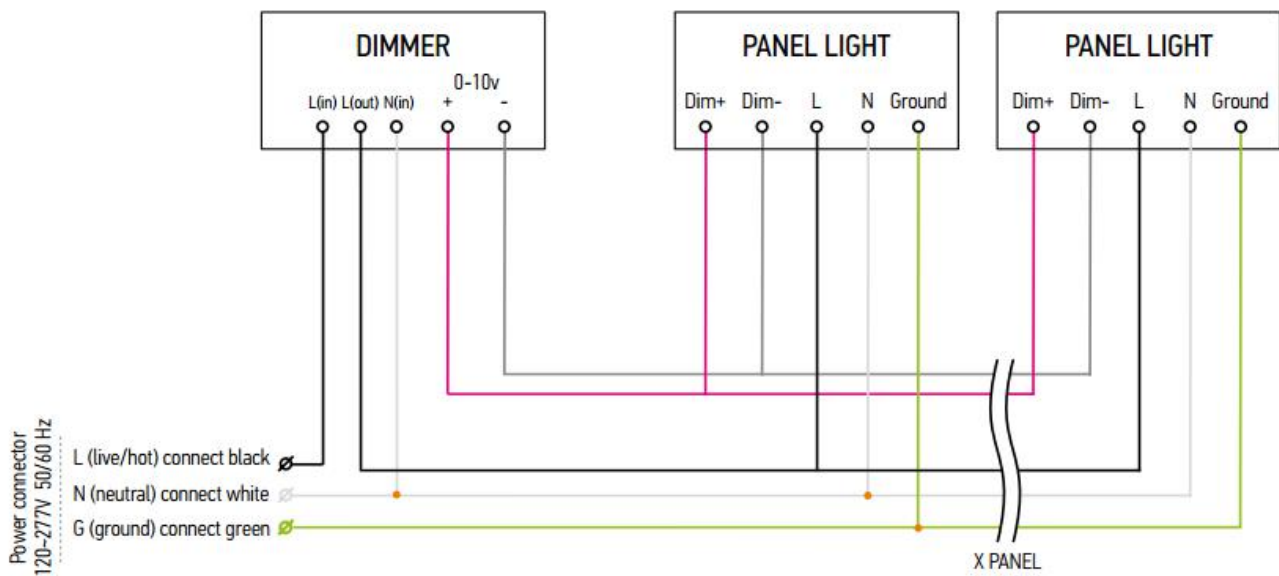 DIMMER
0-10v
L(in) L(out) N(in) + -
PANEL LIGHT
Dim+ Dim- L N Ground
PANEL LIGHT
Dim+ Dim- L N Ground
Power connector
120~277V 50/60 Hz
L (live/hot) connect black
N (neutral) connect white
G (ground) connect green
X PANEL